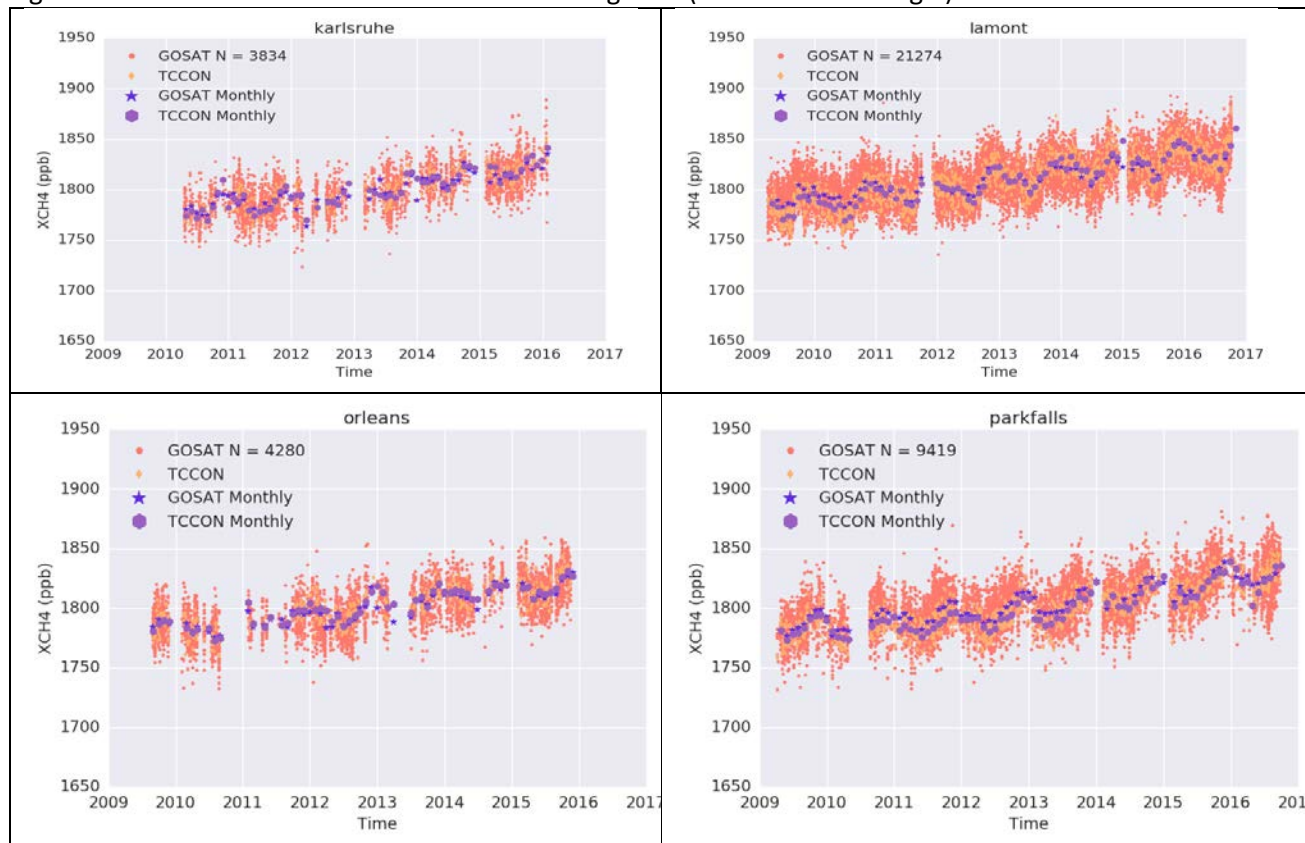 karlsruhe
1950
1900
1850
1800
1750
1700
1650
XCH4 (ppb)
GOSAT N = 3834
TCCON
GOSAT Monthly
TCCON Monthly
2009 2010 2011 2012 2013 2014 2015 2016 2017
Time
lamont
1950
1900
1850
1800
1750
1700
1650
XCH4 (ppb)
GOSAT N = 21274
TCCON
GOSAT Monthly
TCCON Monthly
2009 2010 2011 2012 2013 2014 2015 2016 2017
Time
orleans
1950
1900
1850
1800
1750
1700
1650
XCH4 (ppb)
GOSAT N = 4280
TCCON
GOSAT Monthly
TCCON Monthly
2009 2010 2011 2012 2013 2014 2015 2016 2017
Time
parkfalls
1950
1900
1850
1800
1750
1700
1650
XCH4 (ppb)
GOSAT N = 9419
TCCON
GOSAT Monthly
TCCON Monthly
2009 2010 2011 2012 2013 2014 2015 2016 201
Time